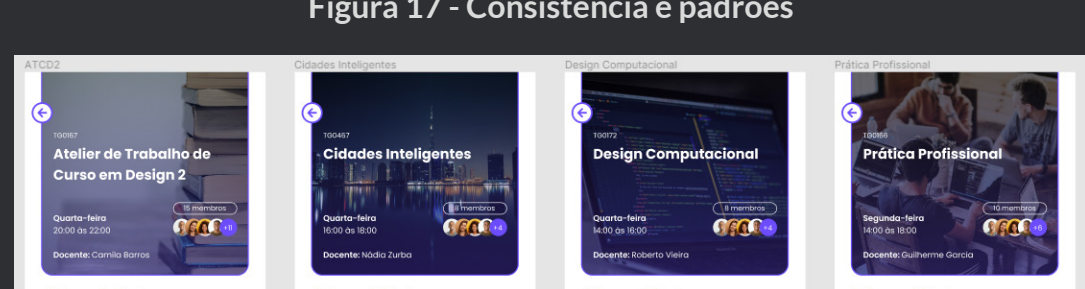 Figura 17 - Consistência e padrões
ATCD2
TG0167
Atelier de Trabalho de
Curso em Design 2
15 membros
Quarta-feira
20:00 às 22:00
+11
Docente: Camila Barros
Cidades Inteligentes
TG0467
Cidades Inteligentes
8 membros
Quarta-feira
16:00 às 18:00
+4
Docente: Nádia Zurba
Design Computacional
TG0172
Design Computacional
8 membros
Quarta-feira
14:00 às 16:00
+4
Docente: Roberto Vieira
Prática Profissional
TG0166
Prática Profissional
10 membros
Segunda-feira
14:00 às 18:00
+6
Docente: Guilherme Garcia